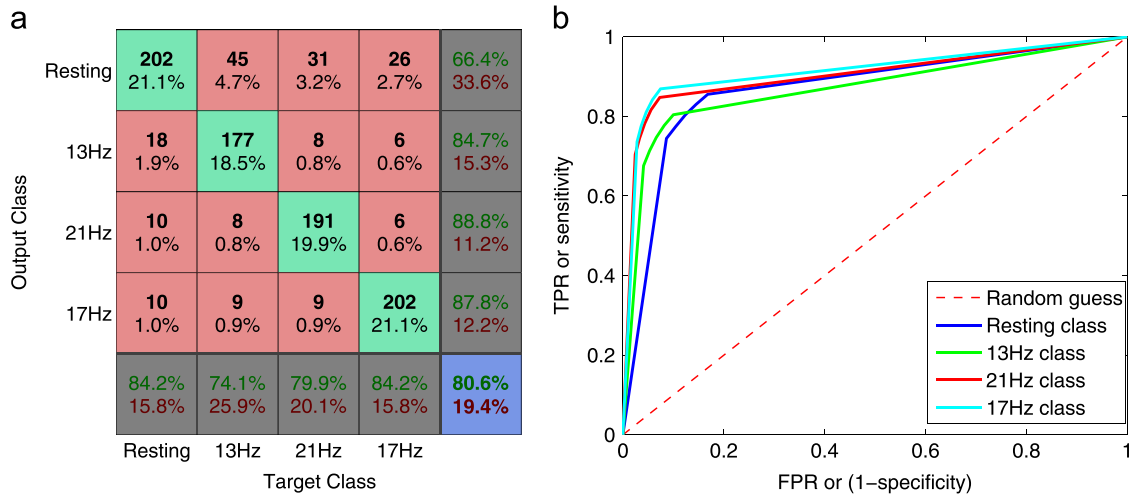 a
Output Class
Resting
202 45 31 26 66.4%
21.1% 4.7% 3.2% 2.7% 33.6%
13Hz
18 177 8 6 84.7%
1.9% 18.5% 0.8% 0.6% 15.3%
21Hz
10 8 191 6 88.8%
1.0% 0.8% 19.9% 0.6% 11.2%
17Hz
10 9 9 202 87.8%
1.0% 0.9% 0.9% 21.1% 12.2%
84.2% 74.1% 79.9% 84.2% 80.6%
15.8% 25.9% 20.1% 15.8% 19.4%
Resting 13Hz 21Hz 17Hz
Target Class
b
TPR or sensitivity
1
0.8
0.6
0.4
0.2
0
Random guess
Resting class
13Hz class
21Hz class
17Hz class
0 0.2 0.4 0.6 0.8 1
FPR or (1−specificity)